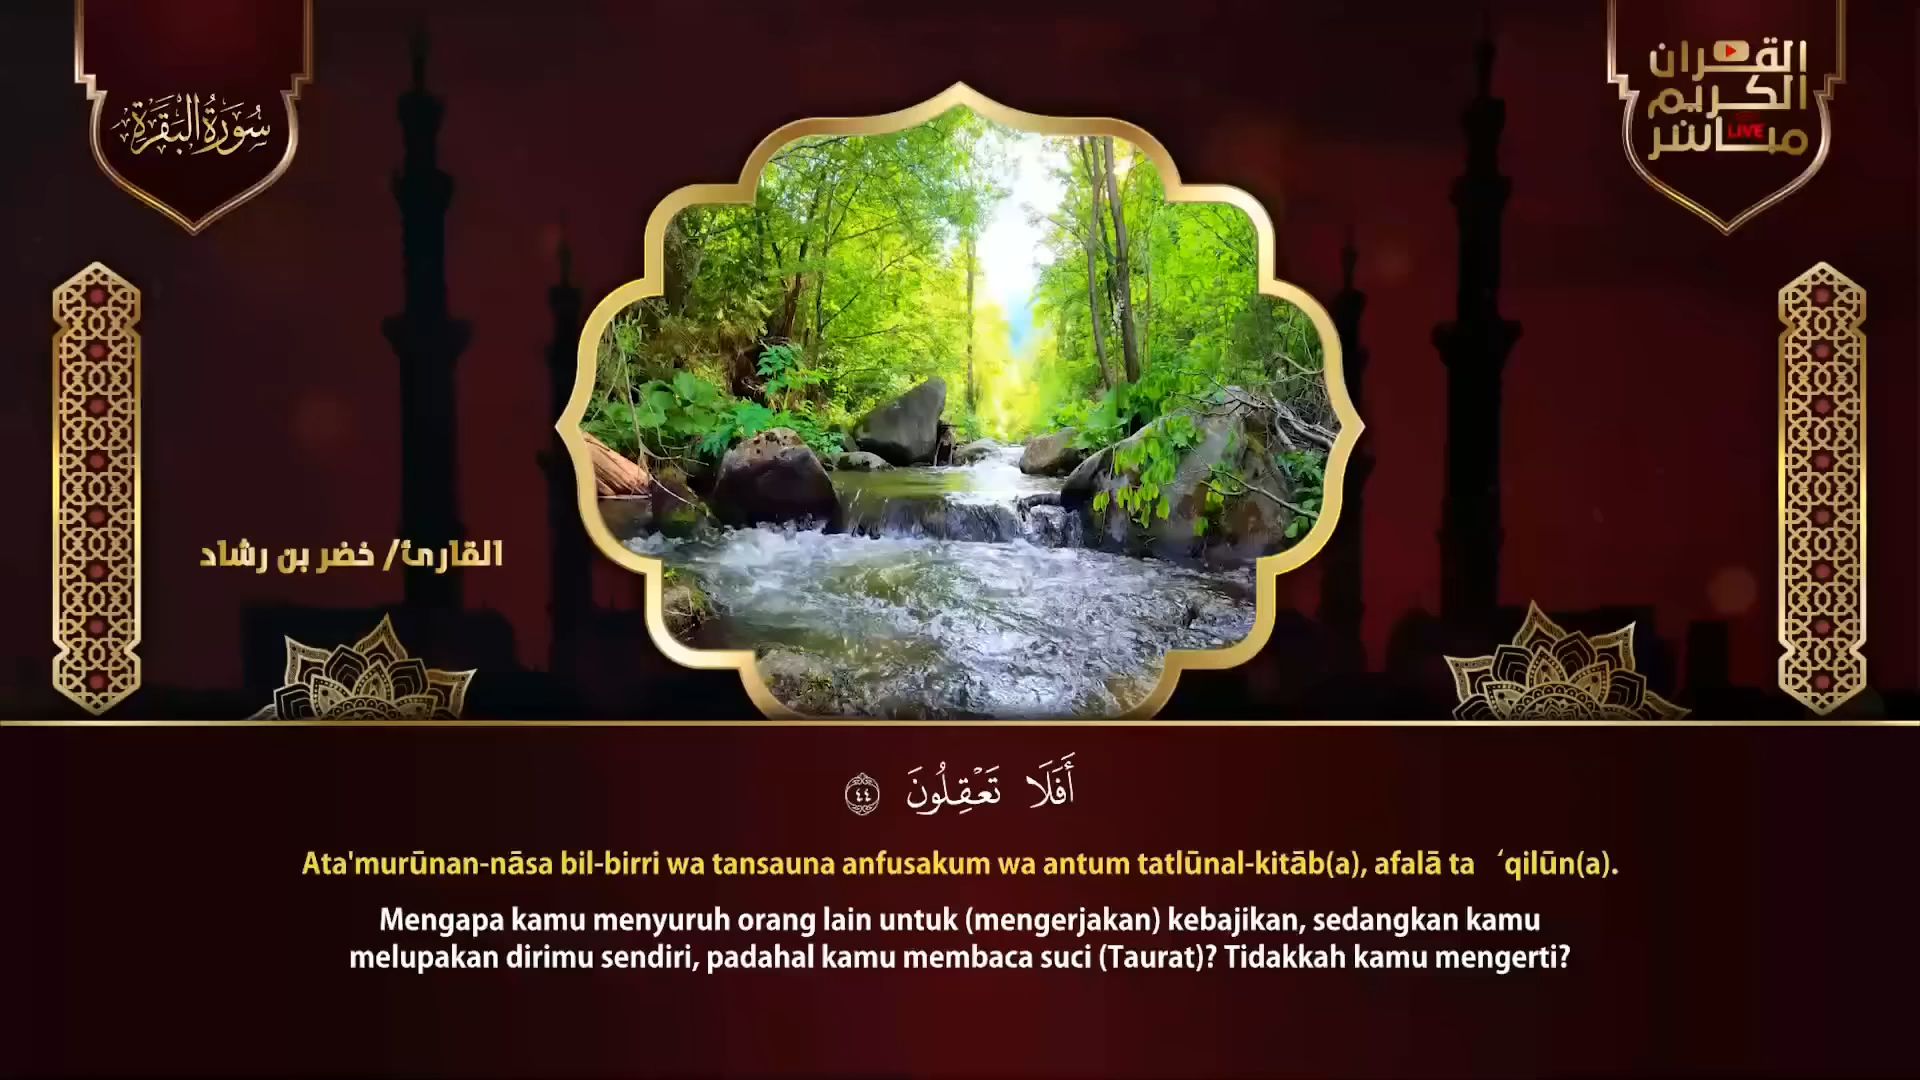 سُورَةُ البَقَرَةِ
القرآن
الكريم
مباشر
LIVE
القارئ/ خضر بن رشاد
أَفَلَا تَعْقِلُونَ ٤٤
Ata'murūnan-nāsa bil-birri wa tansauna anfusakum wa antum tatlūnal-kitāb(a), afalā ta ‘qilūn(a).
Mengapa kamu menyuruh orang lain untuk (mengerjakan) kebajikan, sedangkan kamu
melupakan dirimu sendiri, padahal kamu membaca suci (Taurat)? Tidakkah kamu mengerti?